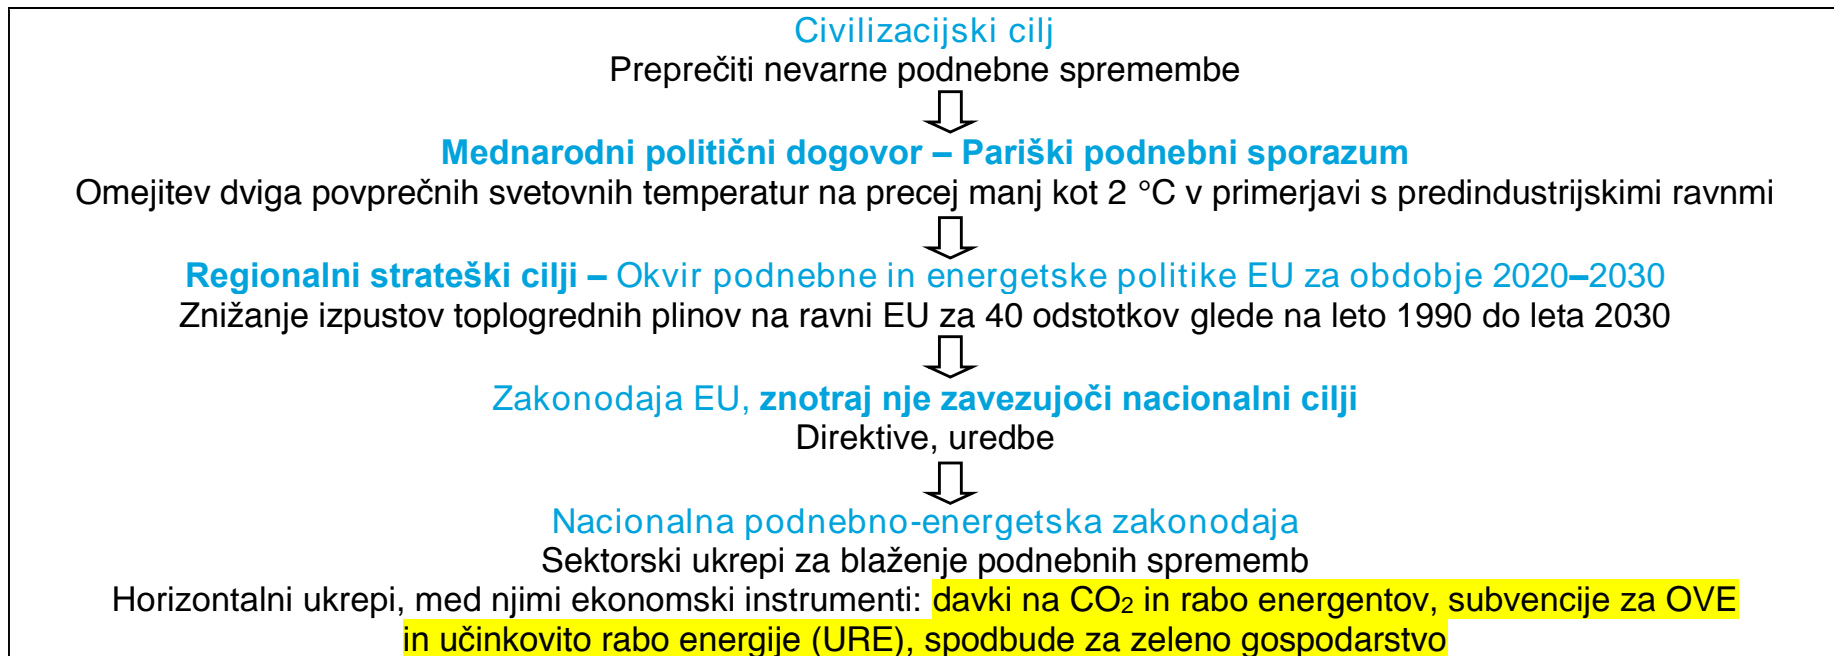 Civilizacijski cilj
Preprečiti nevarne podnebne spremembe
Mednarodni politični dogovor – Pariški podnebni sporazum
Omejitev dviga povprečnih svetovnih temperatur na precej manj kot 2 °C v primerjavi s predindustrijskimi ravnmi
Regionalni strateški cilji – Okvir podnebne in energetske politike EU za obdobje 2020–2030
Znižanje izpustov toplogrednih plinov na ravni EU za 40 odstotkov glede na leto 1990 do leta 2030
Zakonodaja EU, znotraj nje zavezujoči nacionalni cilji
Direktive, uredbe
Nacionalna podnebno-energetska zakonodaja
Sektorski ukrepi za blaženje podnebnih sprememb
Horizontalni ukrepi, med njimi ekonomski instrumenti: davki na CO₂ in rabo energentov, subvencije za OVE
in učinkovito rabo energije (URE), spodbude za zeleno gospodarstvo